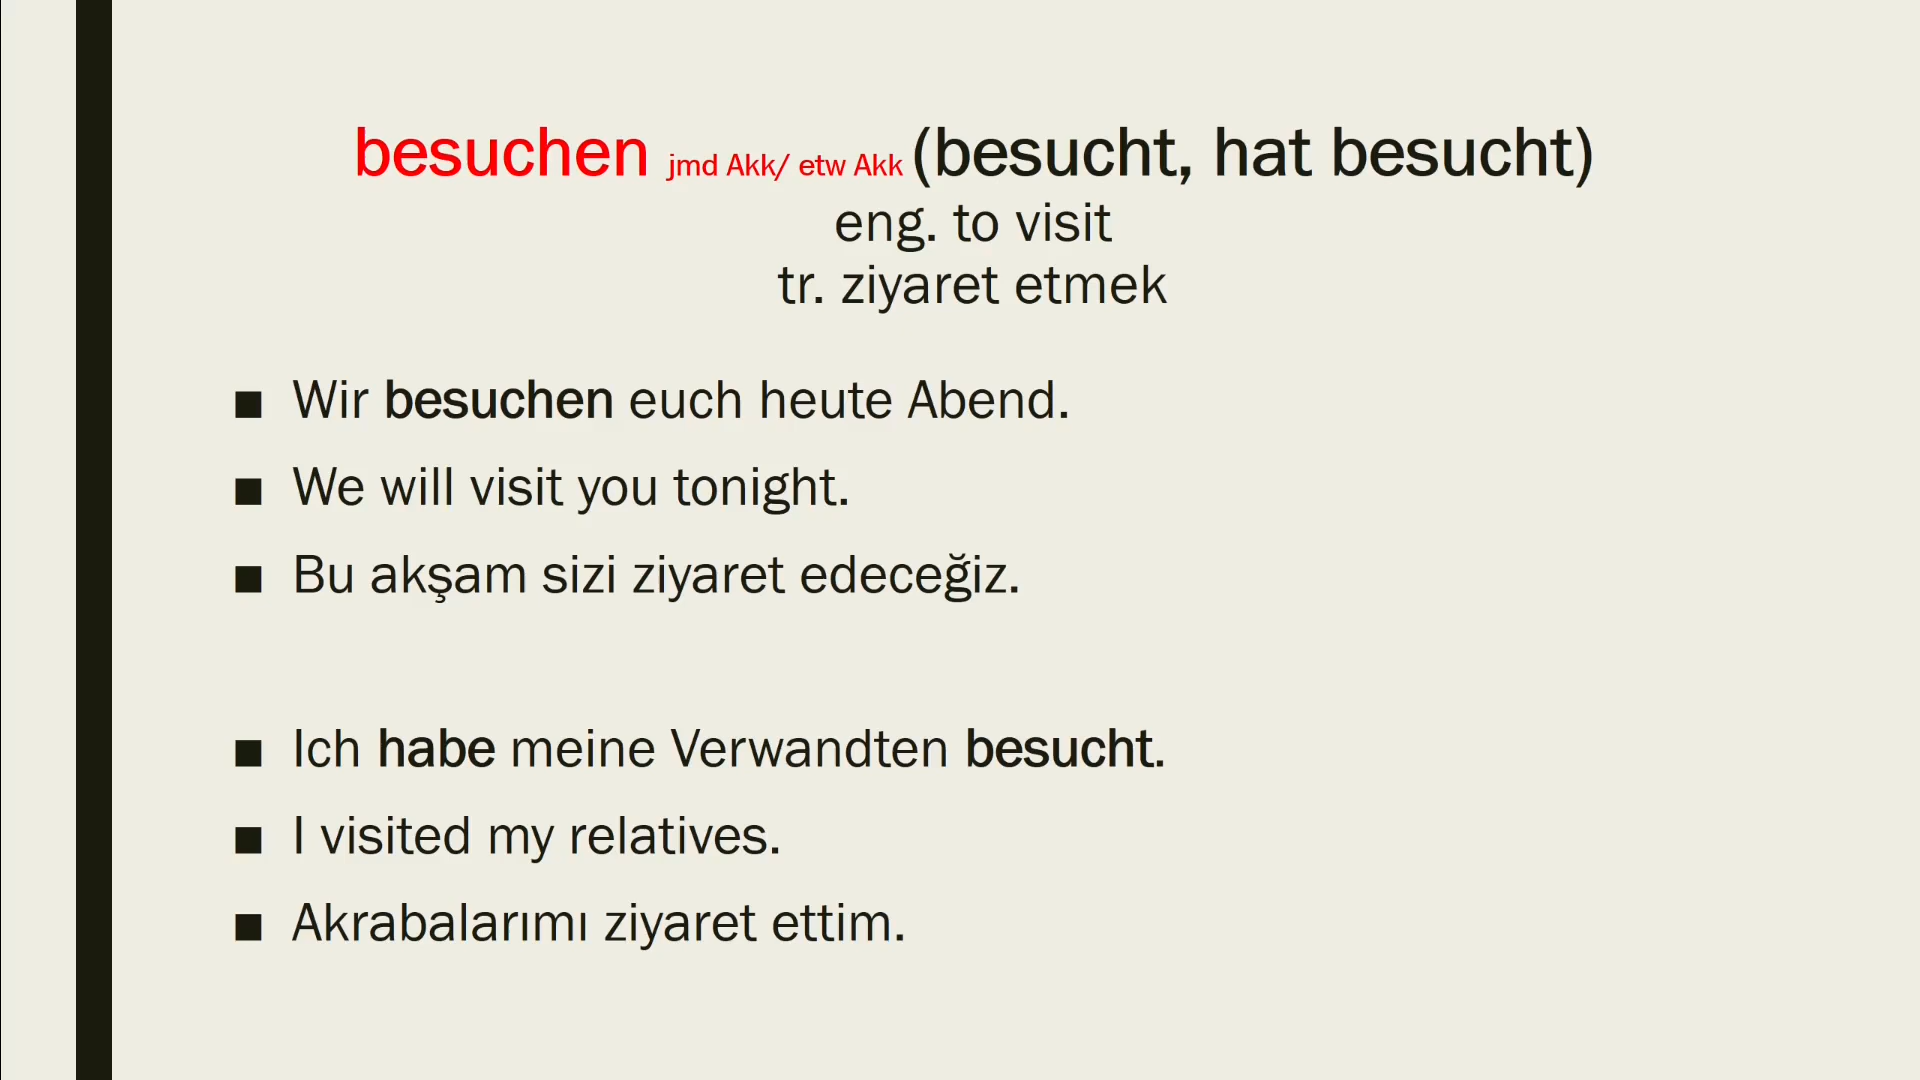 besuchen jmd Akk/ etw Akk (besucht, hat besucht)
eng. to visit
tr. ziyaret etmek
■ Wir besuchen euch heute Abend.
■ We will visit you tonight.
■ Bu akşam sizi ziyaret edeceğiz.
■ Ich habe meine Verwandten besucht.
■ I visited my relatives.
■ Akrabalarımı ziyaret ettim.